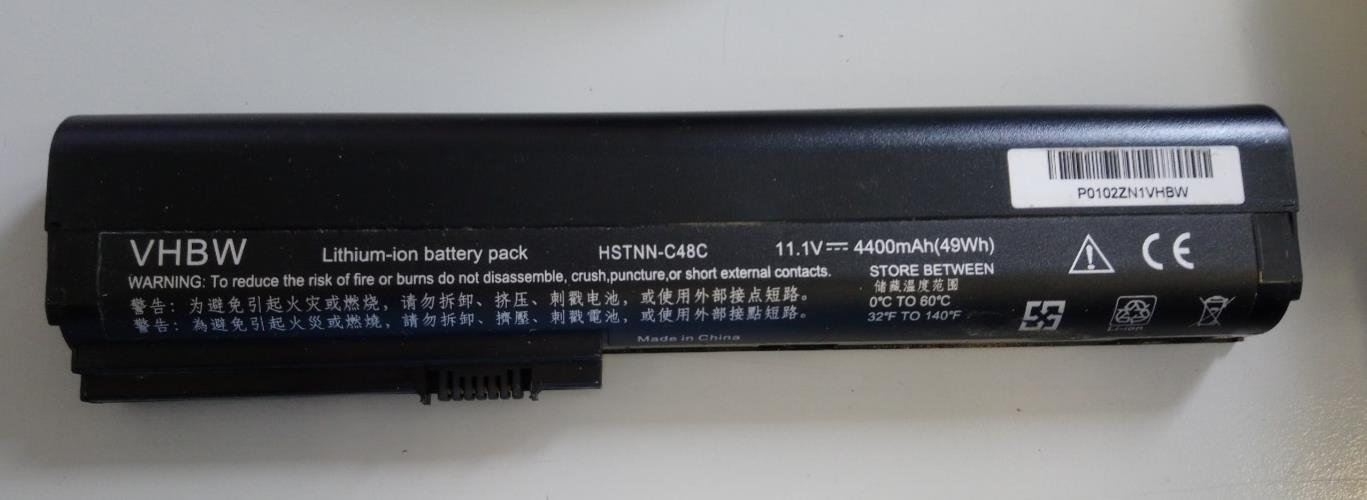 P0102ZN1VHBW
VHBW Lithium-ion battery pack HSTNN-C48C 11.1V⎓4400mAh(49Wh)
WARNING: To reduce the risk of fire or burns do not disassemble, crush,puncture,or short external contacts.
警告: 为避免引起火灾或燃烧, 请勿拆卸、挤压、刺戳电池, 或使用外部接点短路。
警告: 為避免引起火災或燃燒, 請勿拆卸、擠壓、刺戳電池, 或使用外部接點短路。
STORE BETWEEN
储藏温度范围
0°C TO 60°C
32°F TO 140°F
CE
Li-ion
Made in China